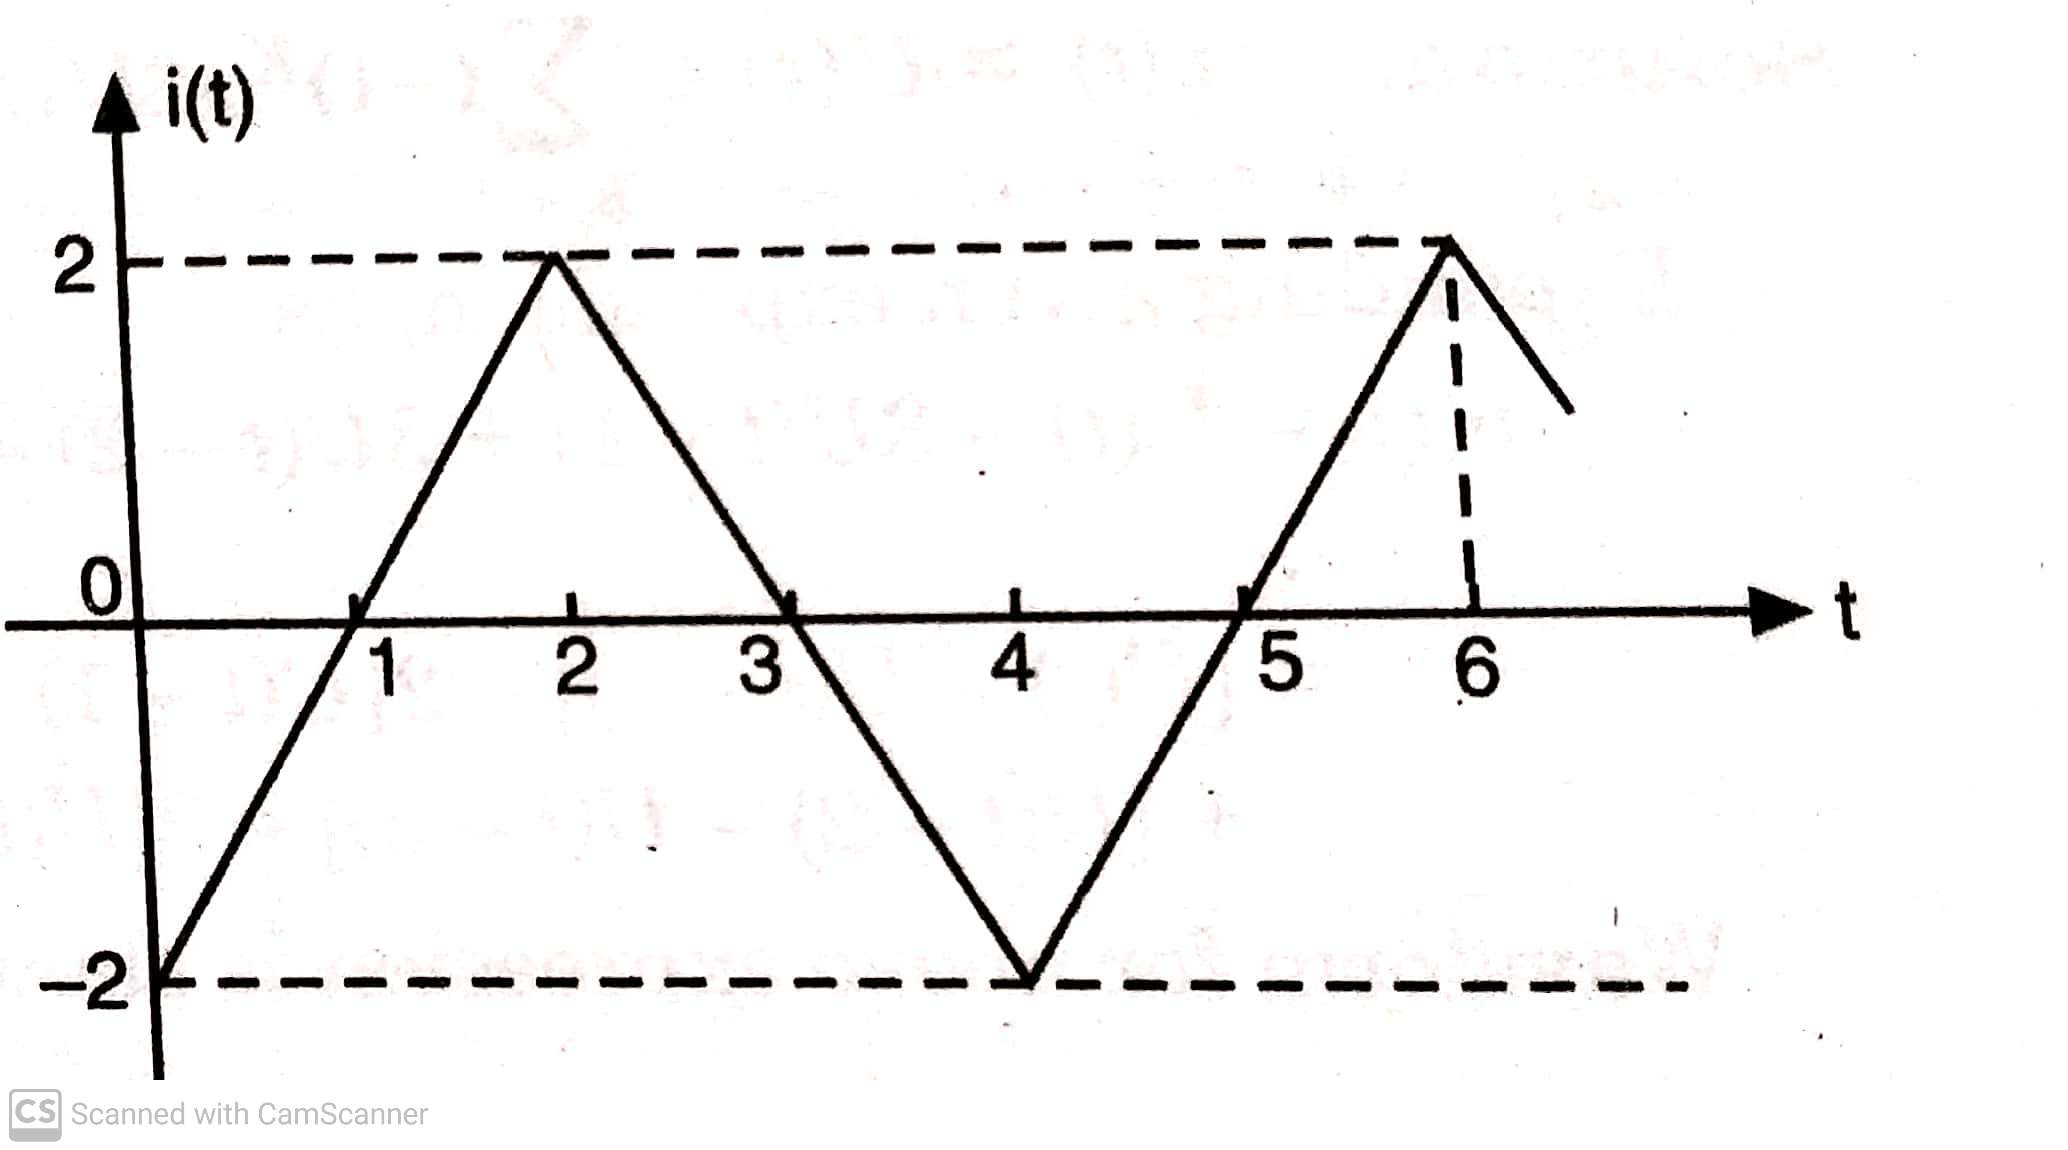 i(t)
2
0
1 2 3 4 5 6
t
–2
CS Scanned with CamScanner